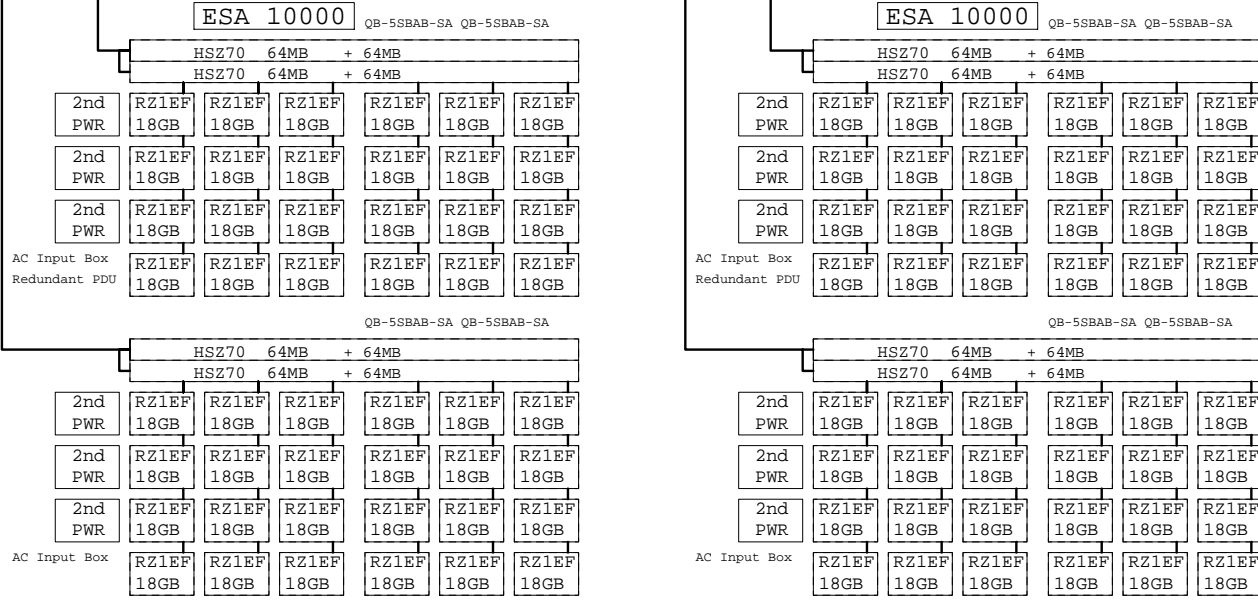 ESA 10000 QB-5SBAB-SA QB-5SBAB-SA
HSZ70 64MB + 64MB
HSZ70 64MB + 64MB
2nd RZ1EF RZ1EF RZ1EF RZ1EF RZ1EF RZ1EF
PWR 18GB 18GB 18GB 18GB 18GB 18GB
2nd RZ1EF RZ1EF RZ1EF RZ1EF RZ1EF RZ1EF
PWR 18GB 18GB 18GB 18GB 18GB 18GB
2nd RZ1EF RZ1EF RZ1EF RZ1EF RZ1EF RZ1EF
PWR 18GB 18GB 18GB 18GB 18GB 18GB
AC Input Box RZ1EF RZ1EF RZ1EF RZ1EF RZ1EF RZ1EF
Redundant PDU 18GB 18GB 18GB 18GB 18GB 18GB
QB-5SBAB-SA QB-5SBAB-SA
HSZ70 64MB + 64MB
HSZ70 64MB + 64MB
2nd RZ1EF RZ1EF RZ1EF RZ1EF RZ1EF RZ1EF
PWR 18GB 18GB 18GB 18GB 18GB 18GB
2nd RZ1EF RZ1EF RZ1EF RZ1EF RZ1EF RZ1EF
PWR 18GB 18GB 18GB 18GB 18GB 18GB
2nd RZ1EF RZ1EF RZ1EF RZ1EF RZ1EF RZ1EF
PWR 18GB 18GB 18GB 18GB 18GB 18GB
AC Input Box RZ1EF RZ1EF RZ1EF RZ1EF RZ1EF RZ1EF
18GB 18GB 18GB 18GB 18GB 18GB
ESA 10000 QB-5SBAB-SA QB-5SBAB-SA
HSZ70 64MB + 64MB
HSZ70 64MB + 64MB
2nd RZ1EF RZ1EF RZ1EF RZ1EF RZ1EF RZ1EF
PWR 18GB 18GB 18GB 18GB 18GB 18GB
2nd RZ1EF RZ1EF RZ1EF RZ1EF RZ1EF RZ1EF
PWR 18GB 18GB 18GB 18GB 18GB 18GB
2nd RZ1EF RZ1EF RZ1EF RZ1EF RZ1EF RZ1EF
PWR 18GB 18GB 18GB 18GB 18GB 18GB
AC Input Box RZ1EF RZ1EF RZ1EF RZ1EF RZ1EF RZ1EF
Redundant PDU 18GB 18GB 18GB 18GB 18GB 18GB
QB-5SBAB-SA QB-5SBAB-SA
HSZ70 64MB + 64MB
HSZ70 64MB + 64MB
2nd RZ1EF RZ1EF RZ1EF RZ1EF RZ1EF RZ1EF
PWR 18GB 18GB 18GB 18GB 18GB 18GB
2nd RZ1EF RZ1EF RZ1EF RZ1EF RZ1EF RZ1EF
PWR 18GB 18GB 18GB 18GB 18GB 18GB
2nd RZ1EF RZ1EF RZ1EF RZ1EF RZ1EF RZ1EF
PWR 18GB 18GB 18GB 18GB 18GB 18GB
AC Input Box RZ1EF RZ1EF RZ1EF RZ1EF RZ1EF RZ1EF
18GB 18GB 18GB 18GB 18GB 18GB